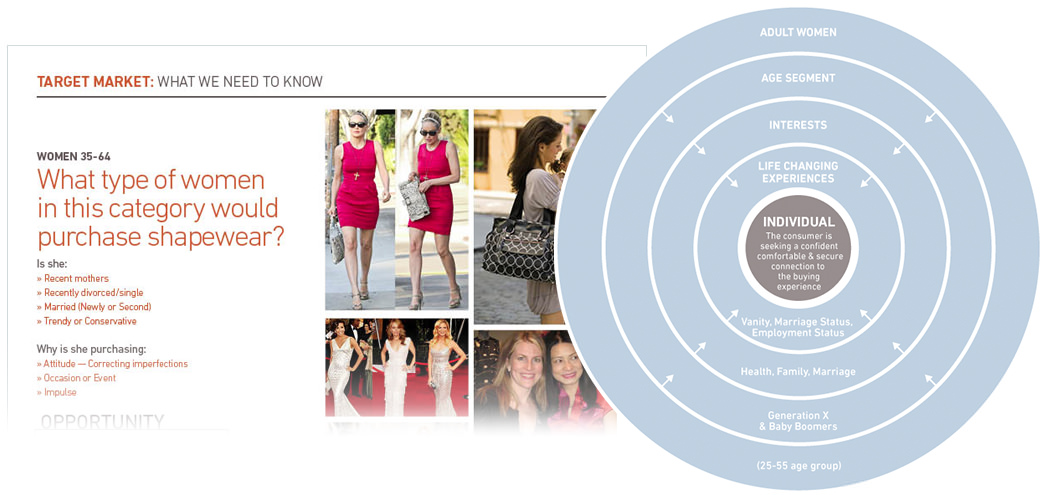 TARGET MARKET: WHAT WE NEED TO KNOW
WOMEN 35-64
What type of women
in this category would
purchase shapewear?
Is she:
» Recent mothers
» Recently divorced/single
» Married (Newly or Second)
» Trendy or Conservative
Why is she purchasing:
» Attitude — Correcting imperfections
» Occasion or Event
» Impulse
OPPORTUNITY
ADULT WOMEN
AGE SEGMENT
INTERESTS
LIFE CHANGING
EXPERIENCES
INDIVIDUAL
The consumer is
seeking a confident
comfortable & secure
connection to
the buying
experience
Vanity, Marriage Status,
Employment Status
Health, Family, Marriage
Generation X
& Baby Boomers
(25-55 age group)